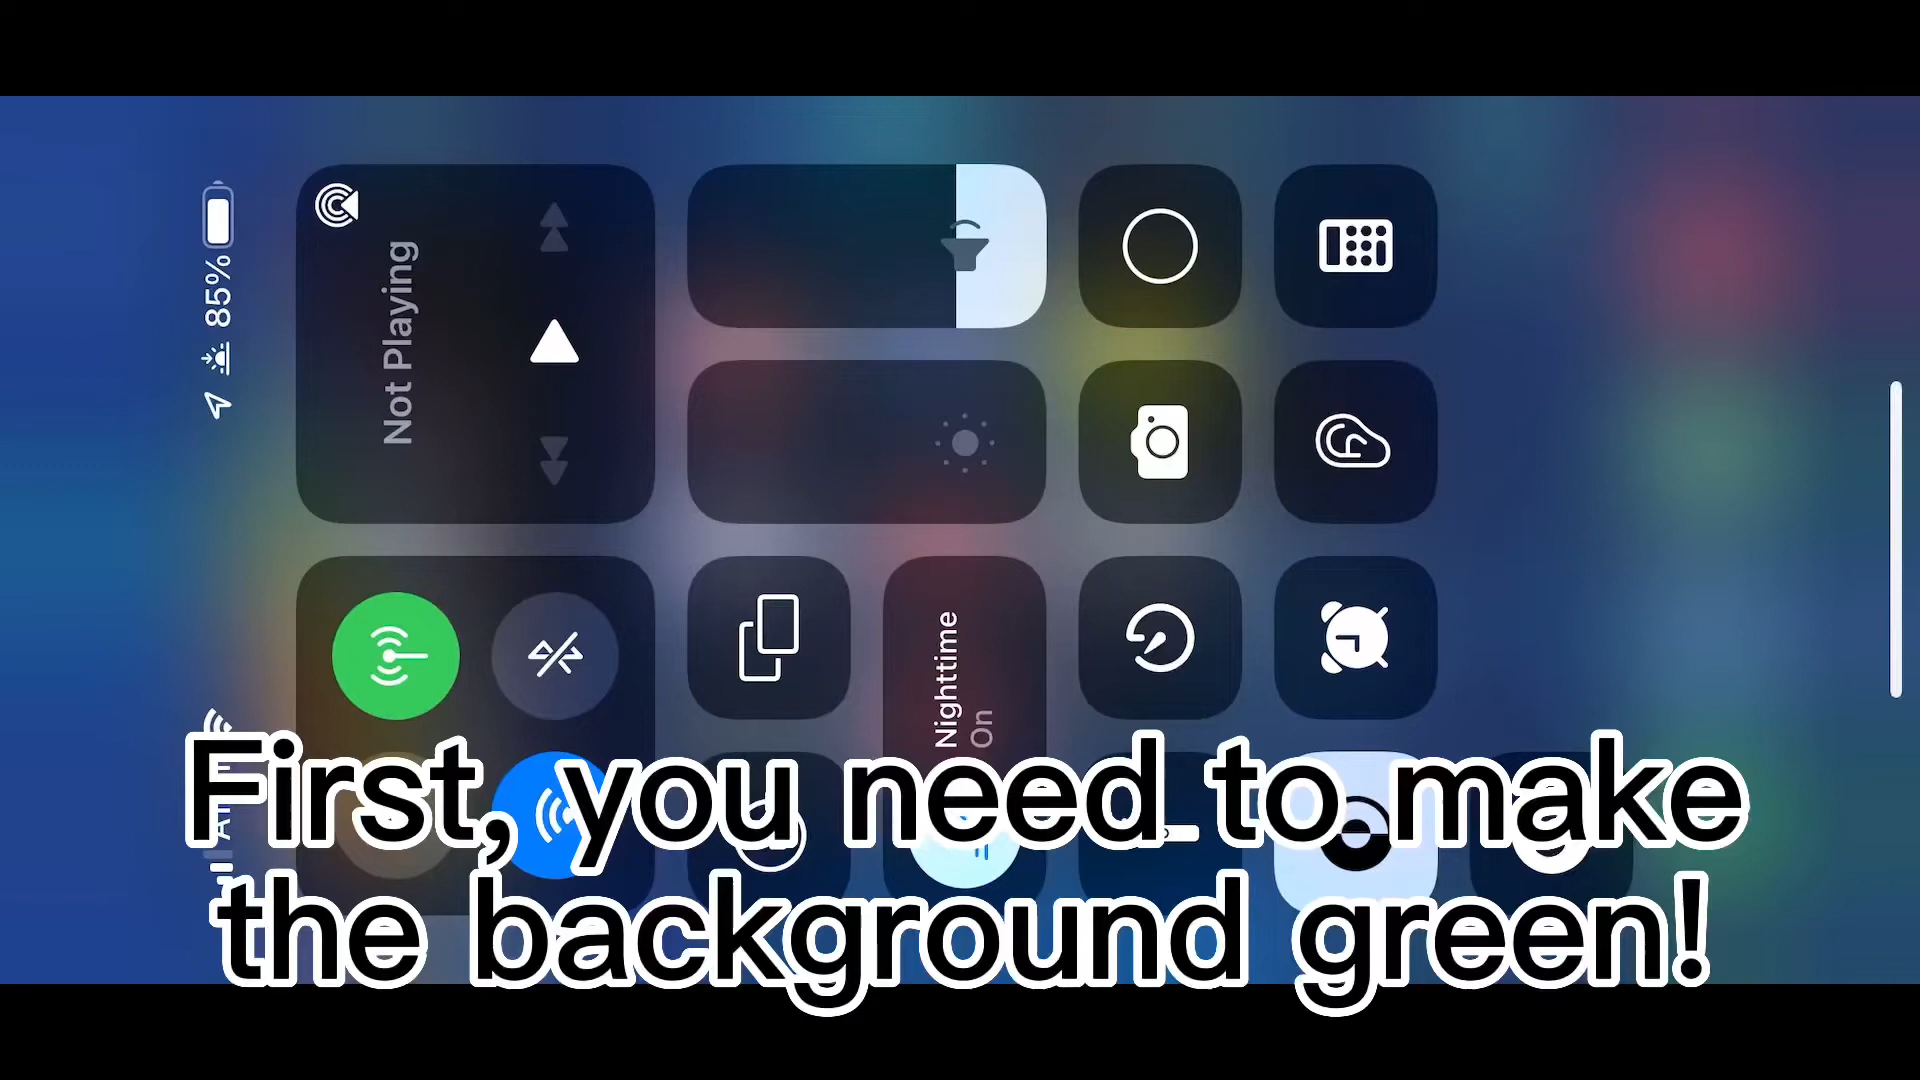 85%
Not Playing
Nighttime
On
First, you need to make
the background green!